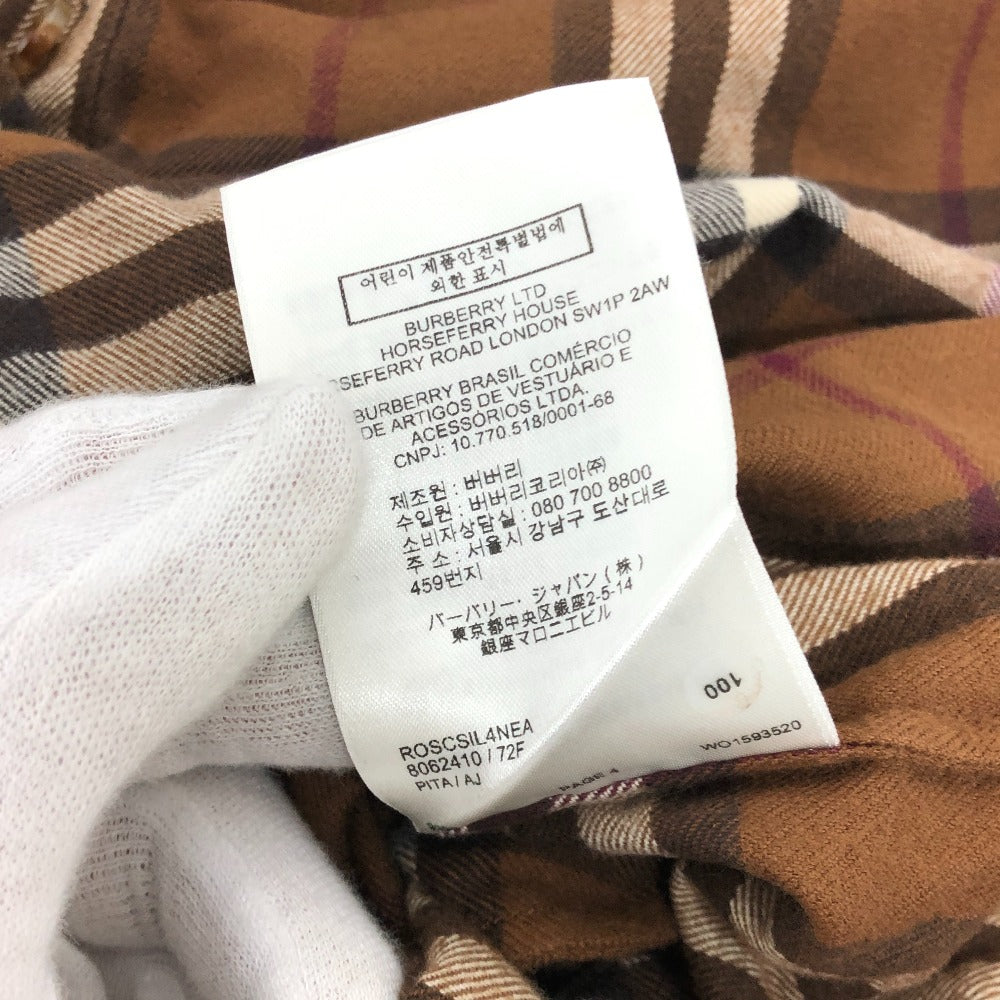 어린이 제품안전특별법에
의한 표시
BURBERRY LTD
HORSEFERRY HOUSE
SEFERRY ROAD LONDON SW1P 2AW
BURBERRY BRASIL COMÉRCIO
DE ARTIGOS DE VESTUÁRIO E
ACESSÓRIOS LTDA.
CNPJ: 10.770.518/0001-68
제조원 : 버버리
수입원 : 버버리코리아㈜
소비자상담실 : 080 700 8800
주소 : 서울시 강남구 도산대로
459번지
バーバリー・ジャパン(株)
東京都中央区銀座2-5-14
銀座マロニエビル
100
ROSCSIL4NEA
8062410 / 72F
PITA / AJ
PAGE 4
WO1593520